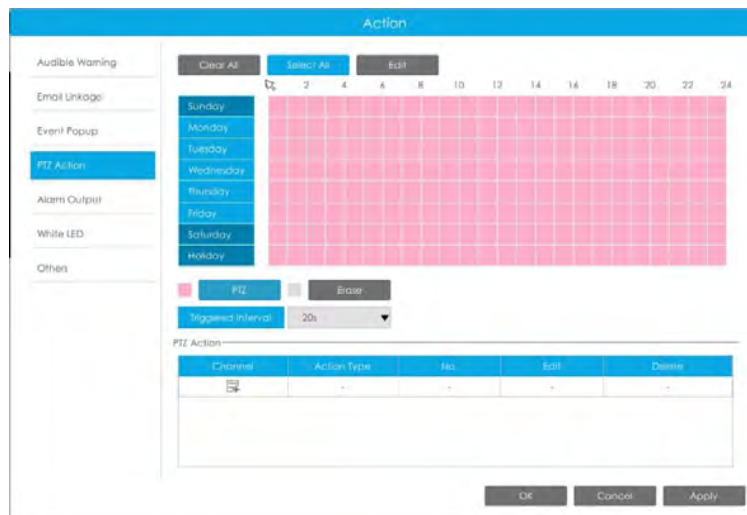 Action
Audible Warning
Email Linkage
Event Popup
PTZ Action
Alarm Output
White LED
Others
Clear All Select All Edit
2 4 6 8 10 12 14 16 18 20 22 24
Sunday
Monday
Tuesday
Wednesday
Thursday
Friday
Saturday
Holiday
PTZ Erase
Triggered Interval 20s
PTZ Action
Channel Action Type No. Edit Delete
- - - -
OK Cancel Apply